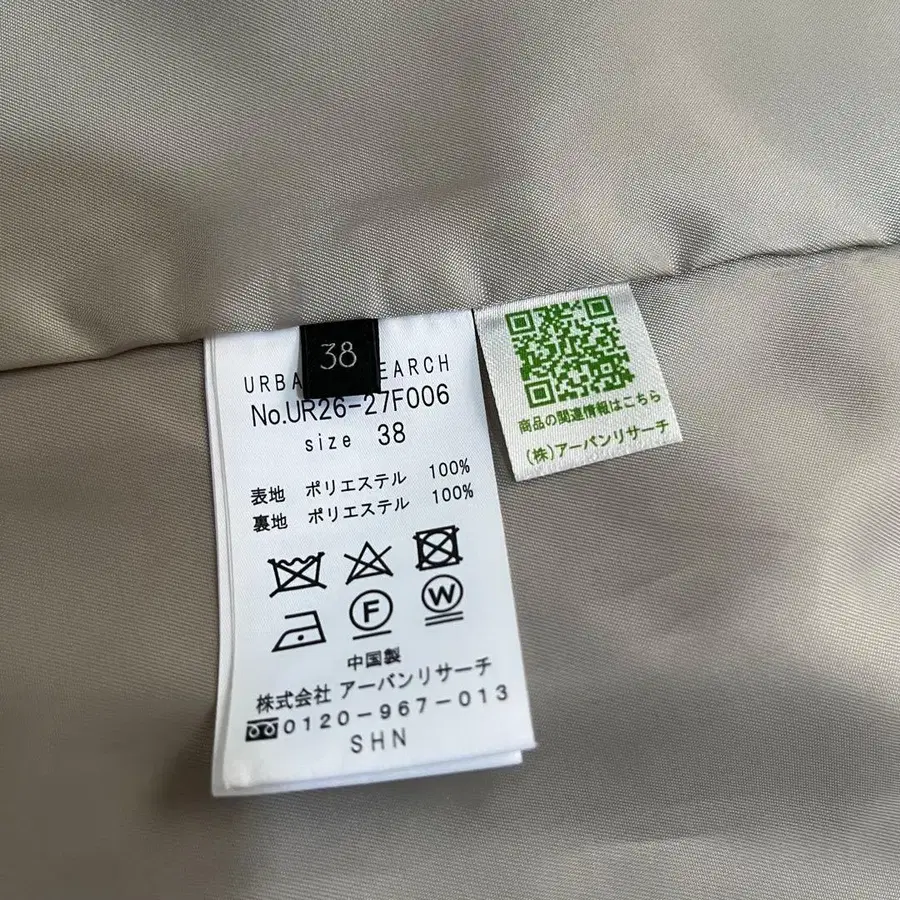 38
URBA EARCH
No.UR26-27F006
size 38
表地 ポリエステル 100%
裏地 ポリエステル 100%
F
W
中国製
株式会社 アーバンリサーチ
0120-967-013
SHN
商品の関連情報はこちら
(株)アーバンリサーチ